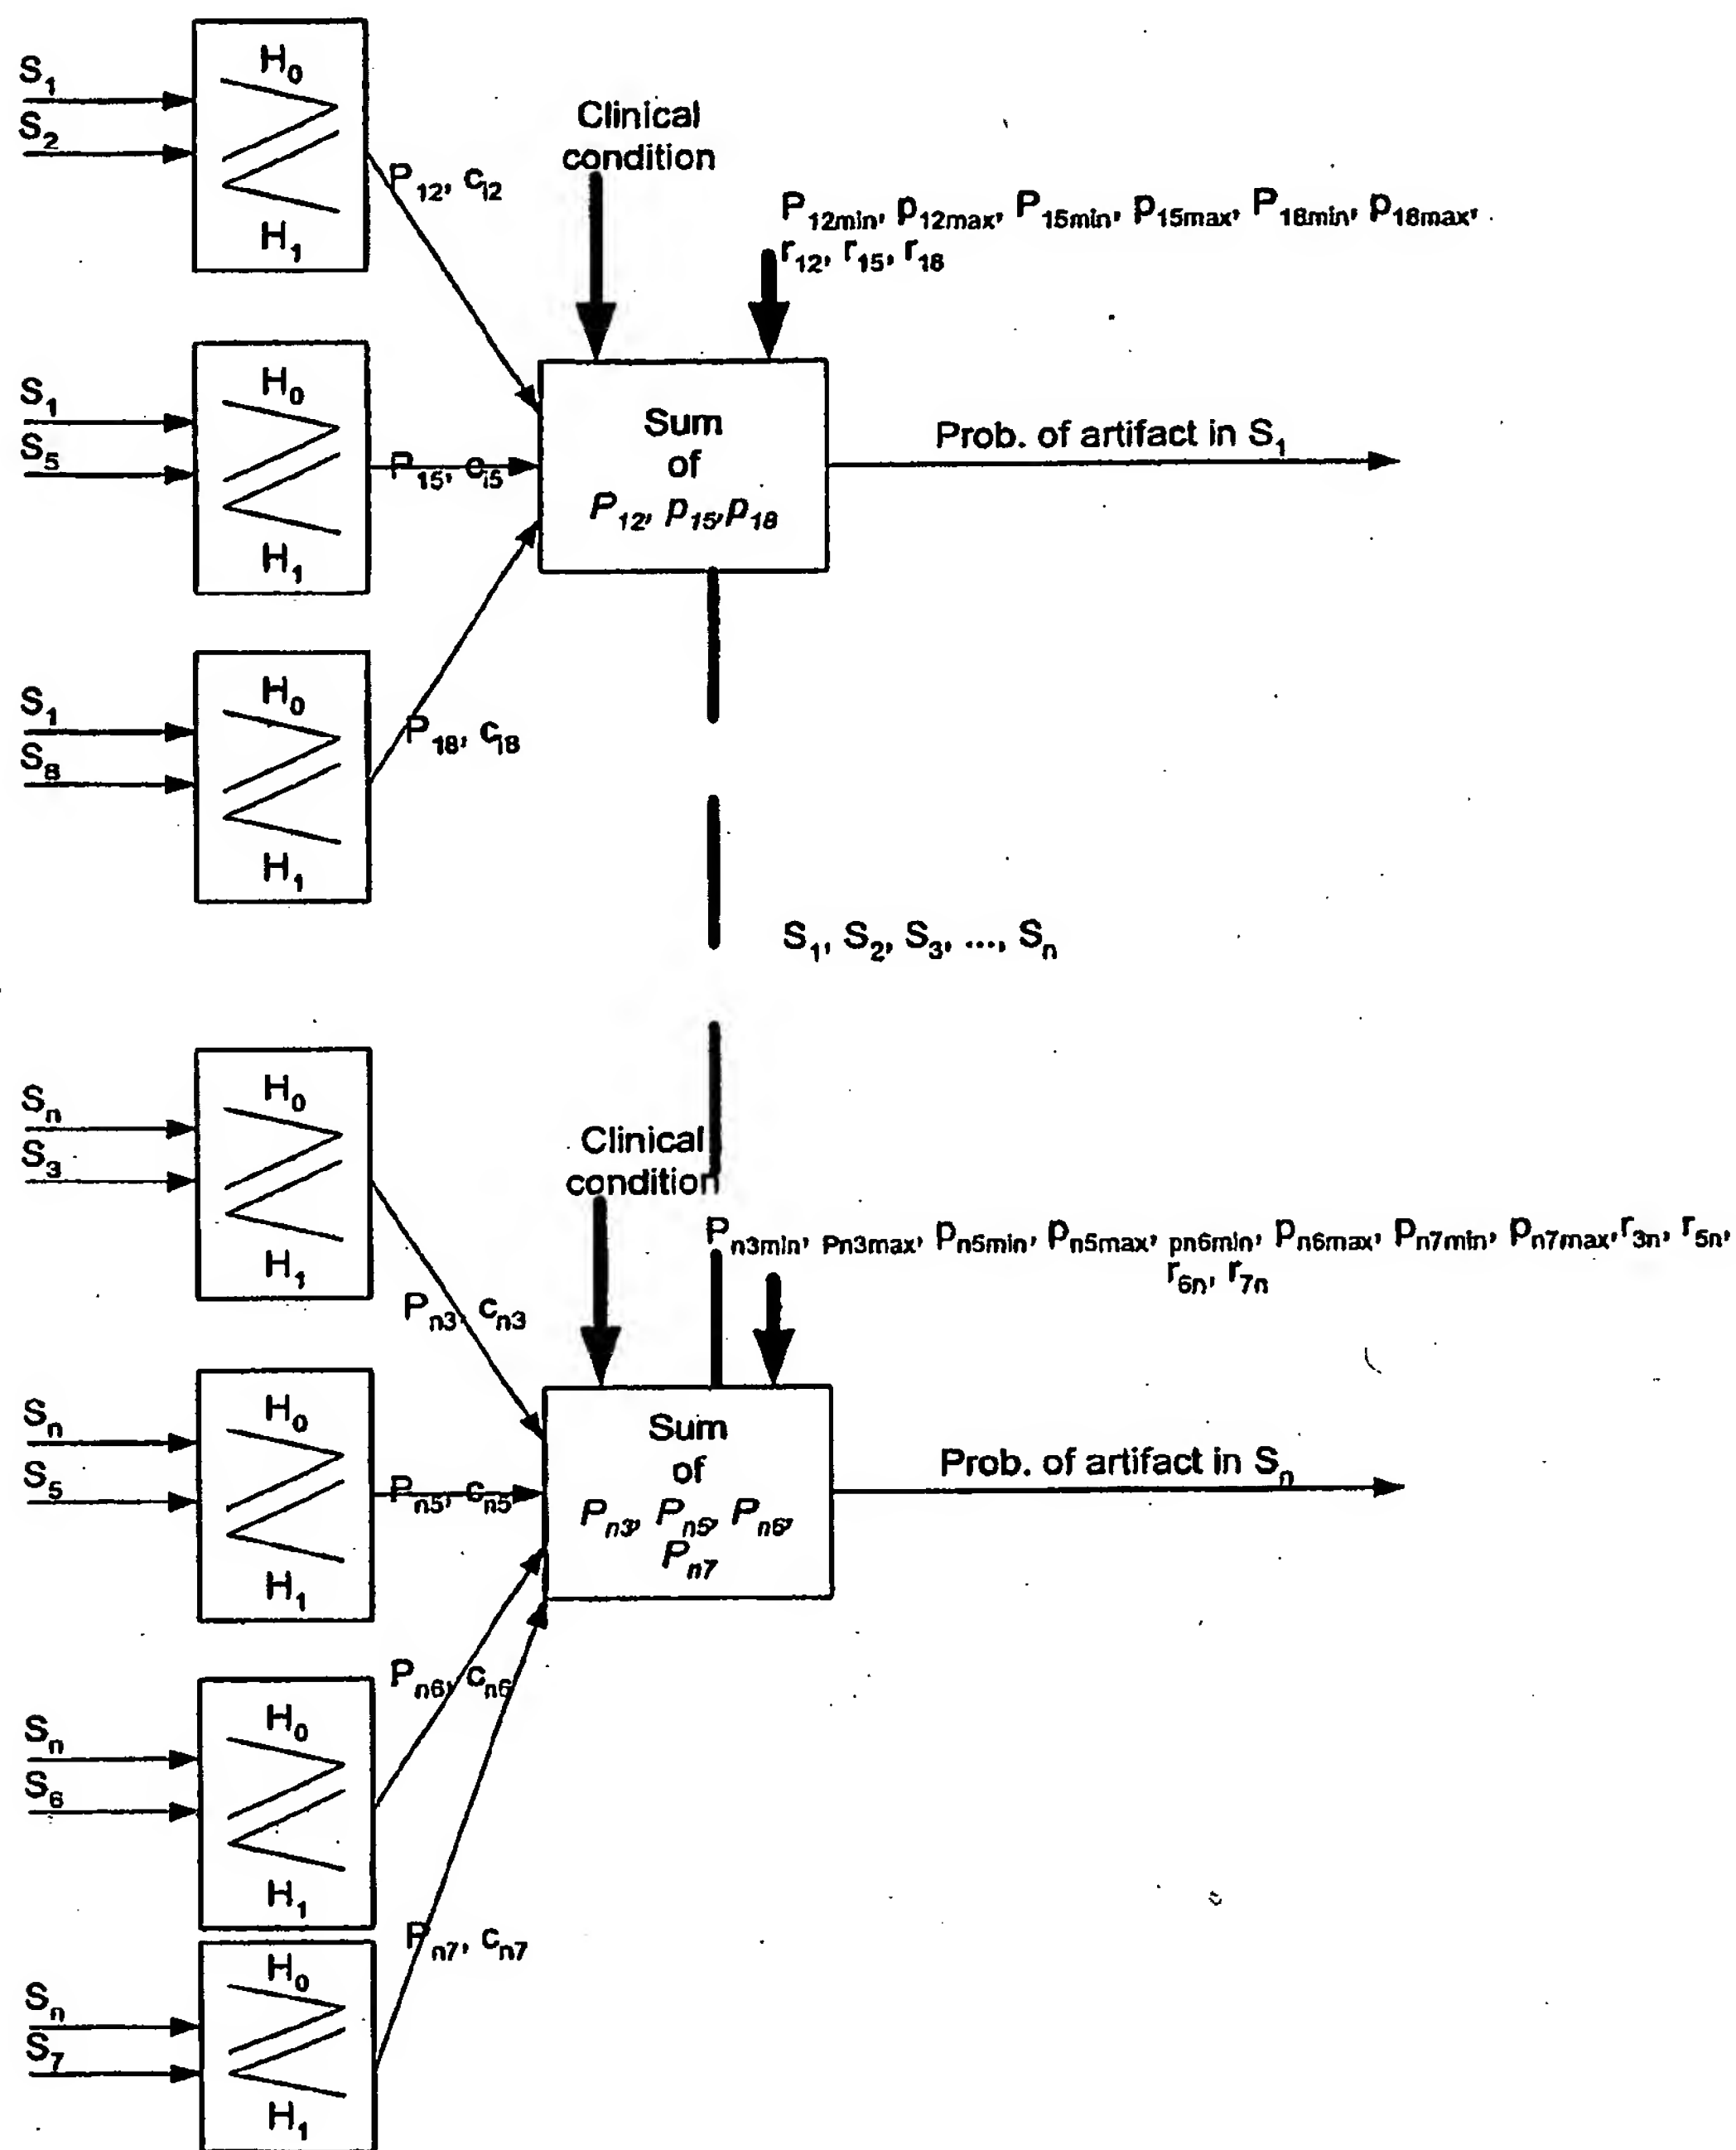 S₁
S₂
H₀
H₁
P₁₂, cᵢ₂
Clinical
condition
P₁₂min, p₁₂max, P₁₅min, p₁₅max, P₁₈min, p₁₈max,
r₁₂, r₁₅, r₁₈
S₁
S₅
H₀
H₁
P₁₅, cᵢ₅
Sum
of
P₁₂, p₁₅, p₁₈
Prob. of artifact in S₁
S₁
S₈
H₀
H₁
P₁₈, cᵢ₈
S₁, S₂, S₃, ..., Sₙ
Sₙ
S₃
H₀
H₁
Pₙ₃, cₙ₃
Clinical
condition
Pₙ₃min, pn3max, pₙ₅min, pₙ₅max, pn6min, pₙ₆max, pₙ₇min, pₙ₇max, r₃ₙ, r₅ₙ,
r₆ₙ, r₇ₙ
Sₙ
S₅
H₀
H₁
Pₙ₅, cₙ₅
Sum
of
Pₙ₃, Pₙ₅, Pₙ₆,
Pₙ₇
Prob. of artifact in Sₙ
Sₙ
S₆
H₀
H₁
Pₙ₆, cₙ₆
Sₙ
S₇
H₀
H₁
Pₙ₇, cₙ₇